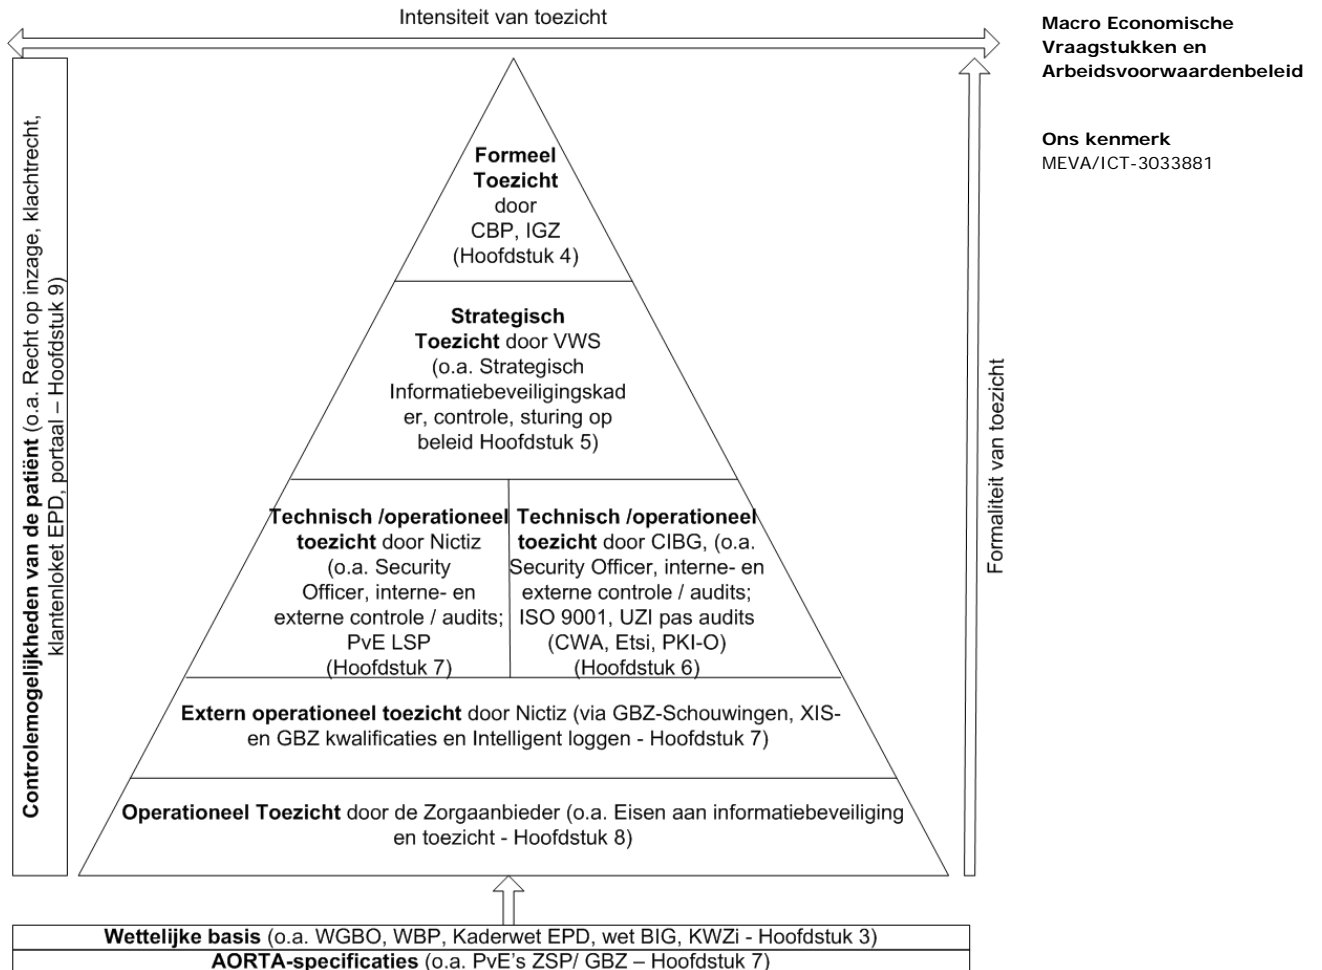 Intensiteit van toezicht
Macro Economische
Vraagstukken en
Arbeidsvoorwaardenbeleid
Ons kenmerk
MEVA/ICT-3033881
Controlemogelijkheden van de patiënt (o.a. Recht op inzage, klachtrecht,
klantenloket EPD, portaal – Hoofdstuk 9)
Formeel
Toezicht
door
CBP, IGZ
(Hoofdstuk 4)
Strategisch
Toezicht door VWS
(o.a. Strategisch
Informatiebeveiligingskad
er, controle, sturing op
beleid Hoofdstuk 5)
Technisch /operationeel
toezicht door Nictiz
(o.a. Security
Officer, interne- en
externe controle / audits;
PvE LSP
(Hoofdstuk 7)
Technisch /operationeel
toezicht door CIBG, (o.a.
Security Officer, interne- en
externe controle / audits;
ISO 9001, UZI pas audits
(CWA, Etsi, PKI-O)
(Hoofdstuk 6)
Extern operationeel toezicht door Nictiz (via GBZ-Schouwingen, XIS-
en GBZ kwalificaties en Intelligent loggen - Hoofdstuk 7)
Operationeel Toezicht door de Zorgaanbieder (o.a. Eisen aan informatiebeveiliging
en toezicht - Hoofdstuk 8)
Formaliteit van toezicht
Wettelijke basis (o.a. WGBO, WBP, Kaderwet EPD, wet BIG, KWZi - Hoofdstuk 3)
AORTA-specificaties (o.a. PvE's ZSP/ GBZ – Hoofdstuk 7)